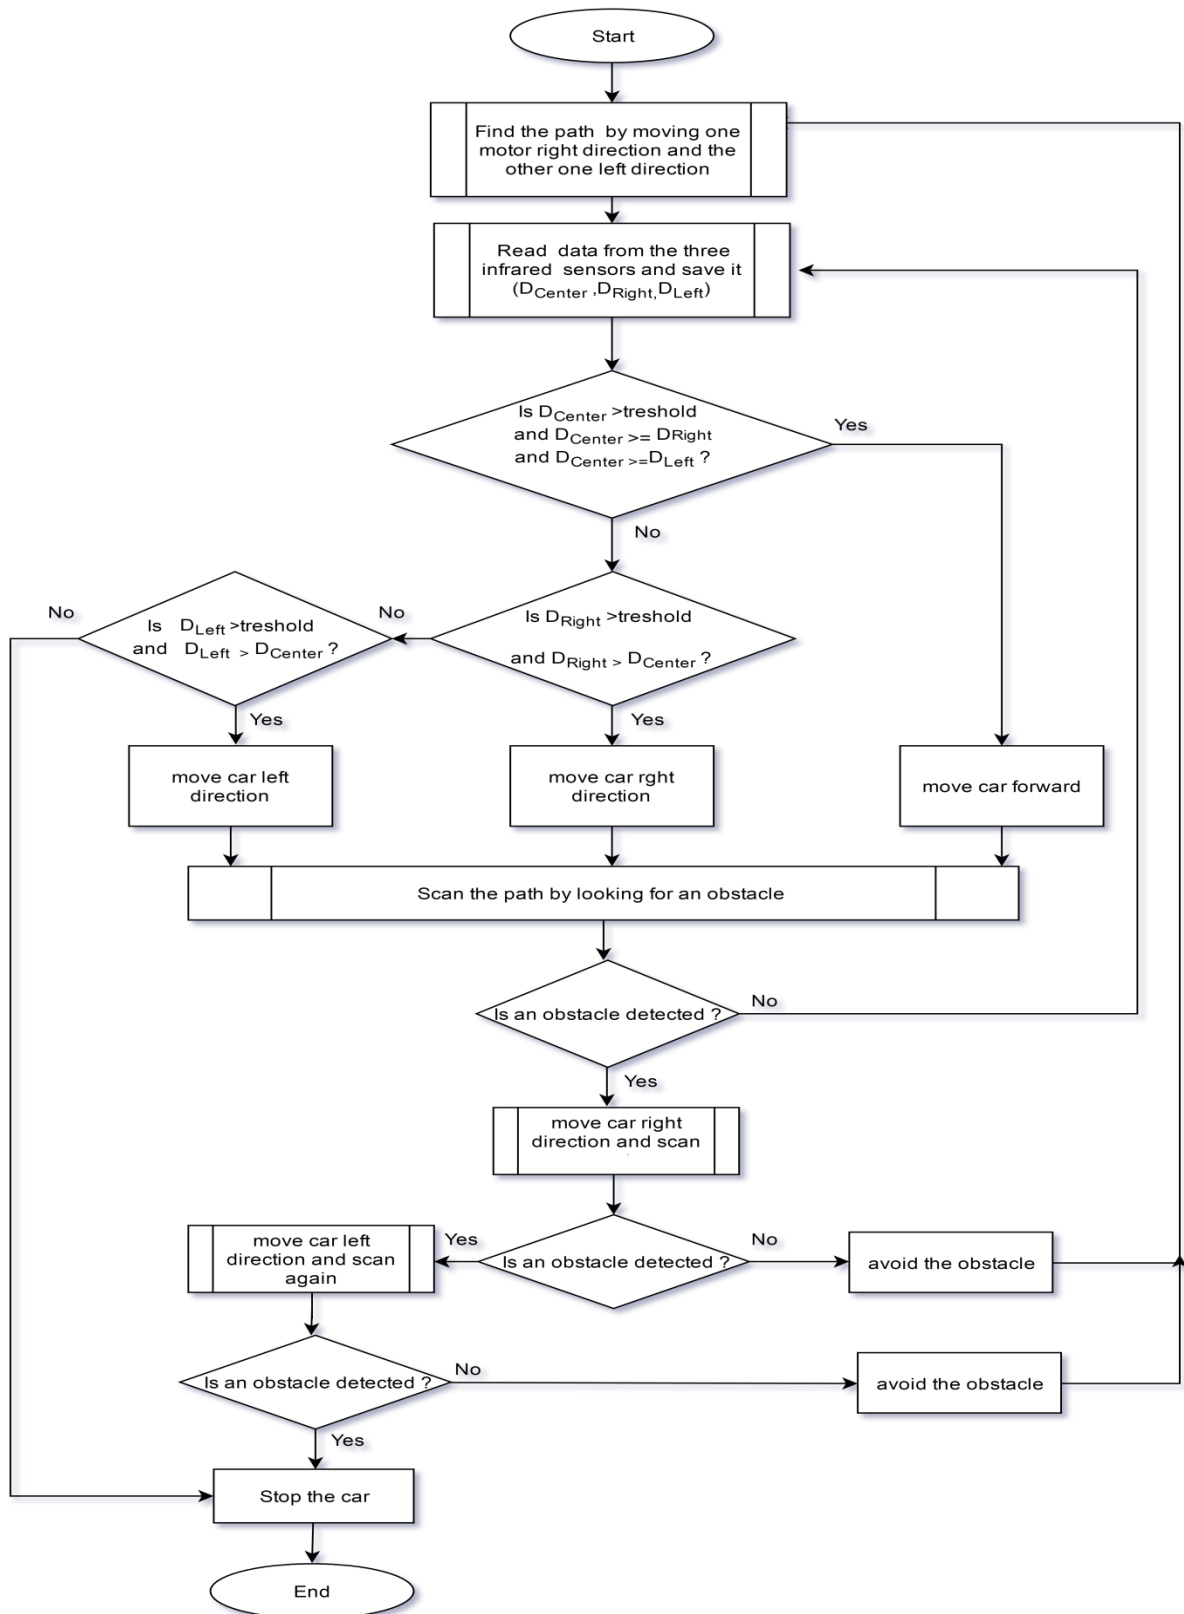 Start
Find the path by moving one
motor right direction and the
other one left direction
Read data from the three
infrared sensors and save it
(DCenter ,DRight,DLeft)
Is DCenter >treshold
and DCenter >= DRight
and DCenter >=DLeft ?
Yes
No
Is DRight >treshold
and DRight > DCenter ?
No
Is DLeft >treshold
and DLeft > DCenter ?
No
Yes
Yes
move car left
direction
move car rght
direction
move car forward
Scan the path by looking for an obstacle
Is an obstacle detected ?
No
Yes
move car right
direction and scan
Is an obstacle detected ?
Yes
No
move car left
direction and scan
again
avoid the obstacle
Is an obstacle detected ?
No
avoid the obstacle
Yes
Stop the car
End